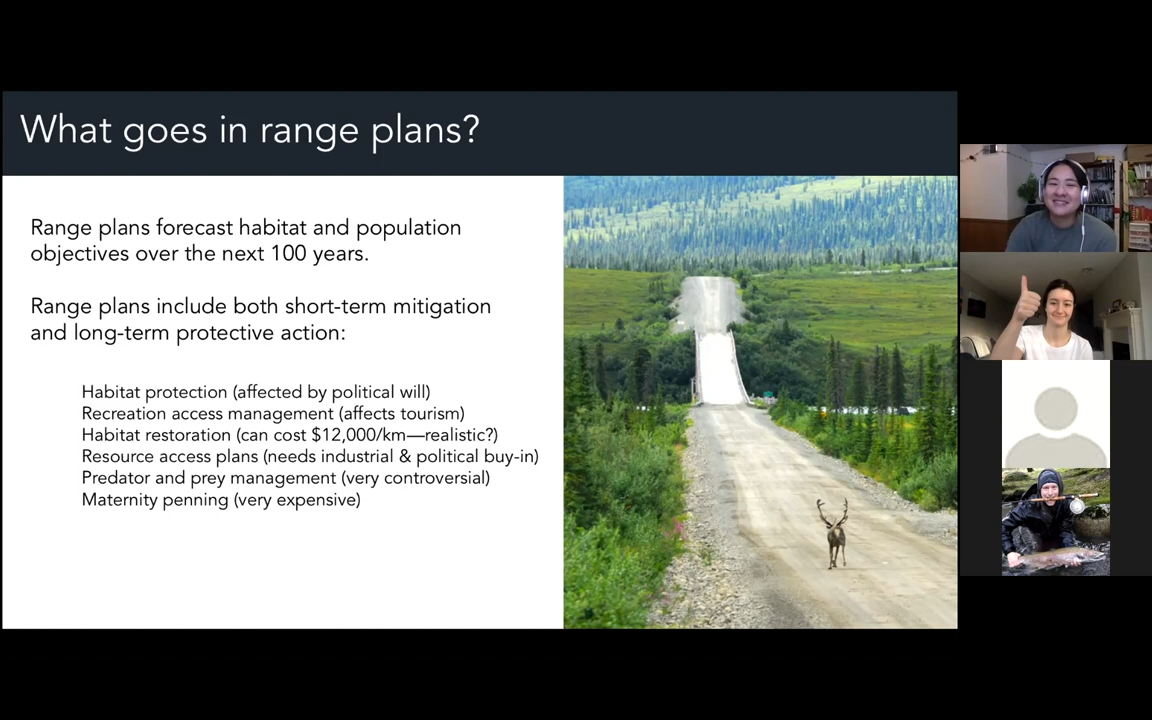 What goes in range plans?
Range plans forecast habitat and population
objectives over the next 100 years.
Range plans include both short-term mitigation
and long-term protective action:
Habitat protection (affected by political will)
Recreation access management (affects tourism)
Habitat restoration (can cost $12,000/km—realistic?)
Resource access plans (needs industrial & political buy-in)
Predator and prey management (very controversial)
Maternity penning (very expensive)